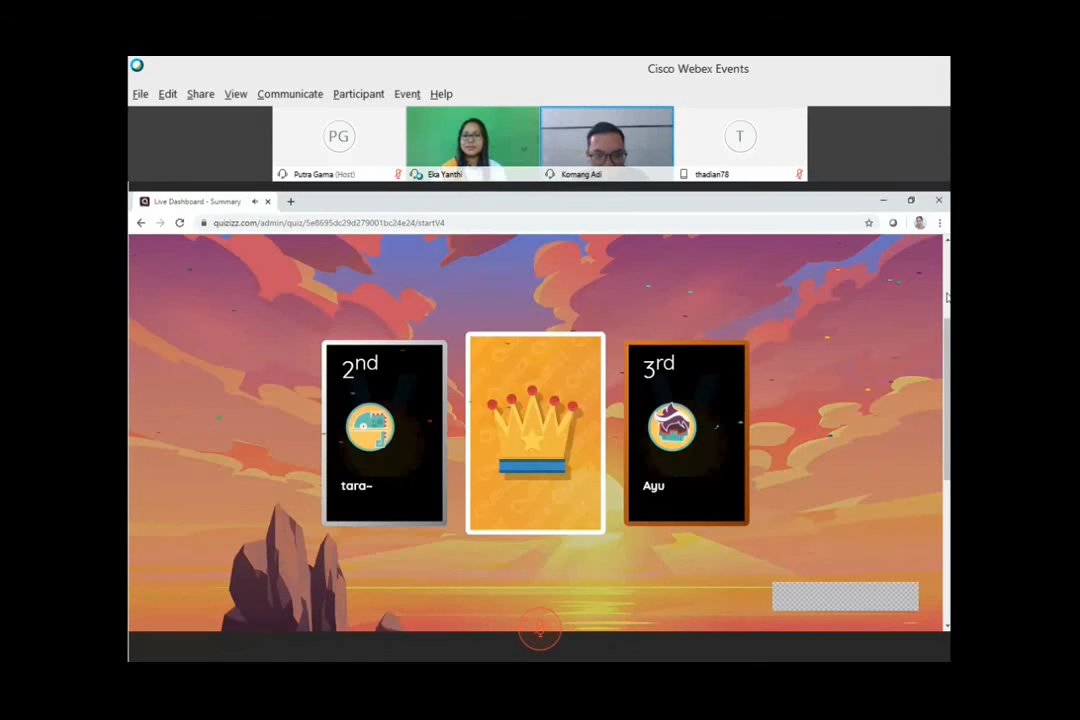 Cisco Webex Events
File Edit Share View Communicate Participant Event Help
PG
T
Putra Gama (Host)
Eka Yanthi
Komang Adi
thadian78
Live Dashboard - Summary
quizizz.com/admin/quiz/5e8695dc29d279001bc24e24/startV4
2nd
3rd
tara~
Ayu